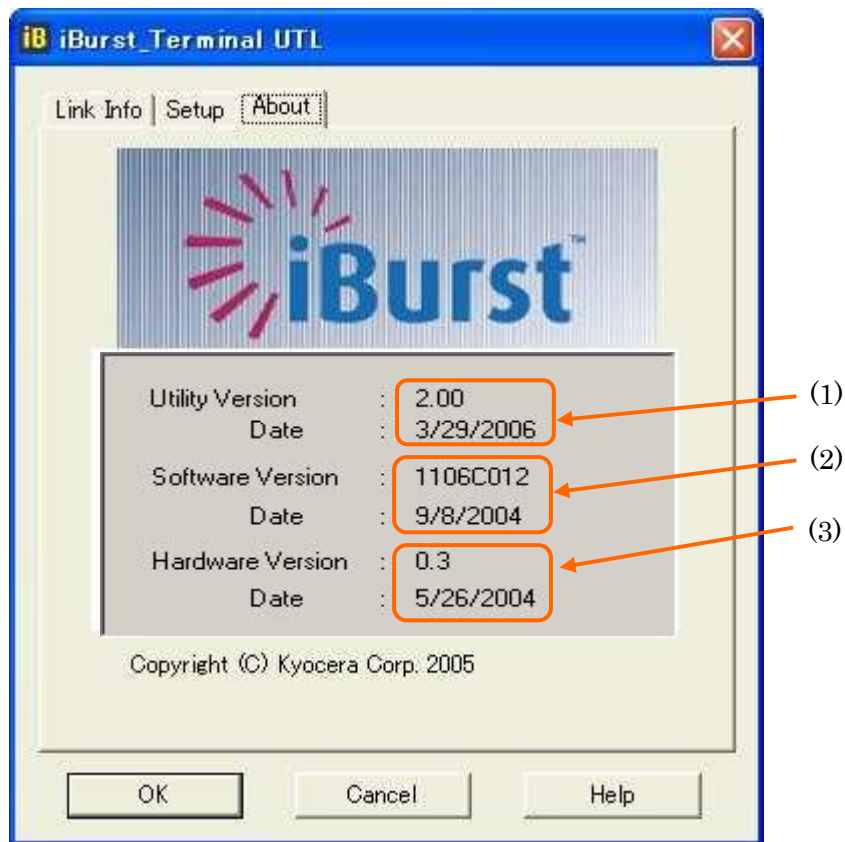 iB iBurst_Terminal UTL
Link Info Setup About
iBurst™
Utility Version : 2.00 (1)
Date : 3/29/2006
Software Version : 1106C012 (2)
Date : 9/8/2004
Hardware Version : 0.3 (3)
Date : 5/26/2004
Copyright (C) Kyocera Corp. 2005
OK Cancel Help